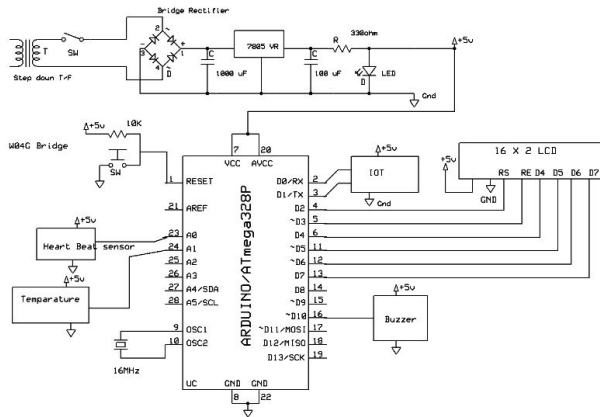 Bridge Rectifier
330ohm
T
SW
2
~
-
+
3
1
4
~
D
C
7805 VR
C
R
+5v
1000 uF
100 uF
D
LED
Step down T/F
Gnd
+5v
10K
W04G Bridge
SW
7
20
VCC
AVCC
1
RESET
21
AREF
23
A0
24
A1
25
A2
26
A3
27
A4/SDA
28
A5/SCL
9
OSC1
10
OSC2
UC
GND
GND
8
22
ARDUINO/ATmega328P
D0/RX
2
D1/TX
3
D2
4
~D3
5
D4
6
~D5
11
~D6
12
D7
13
D8
14
~D9
15
~D10
16
~D11/MOSI
17
D12/MISO
18
D13/SCK
19
+5v
Heart Beat sensor
+5v
Temparature
16MHz
+5v
IOT
Gnd
16 X 2 LCD
+5v
GND
RS
RE
D4
D5
D6
D7
+5v
Buzzer